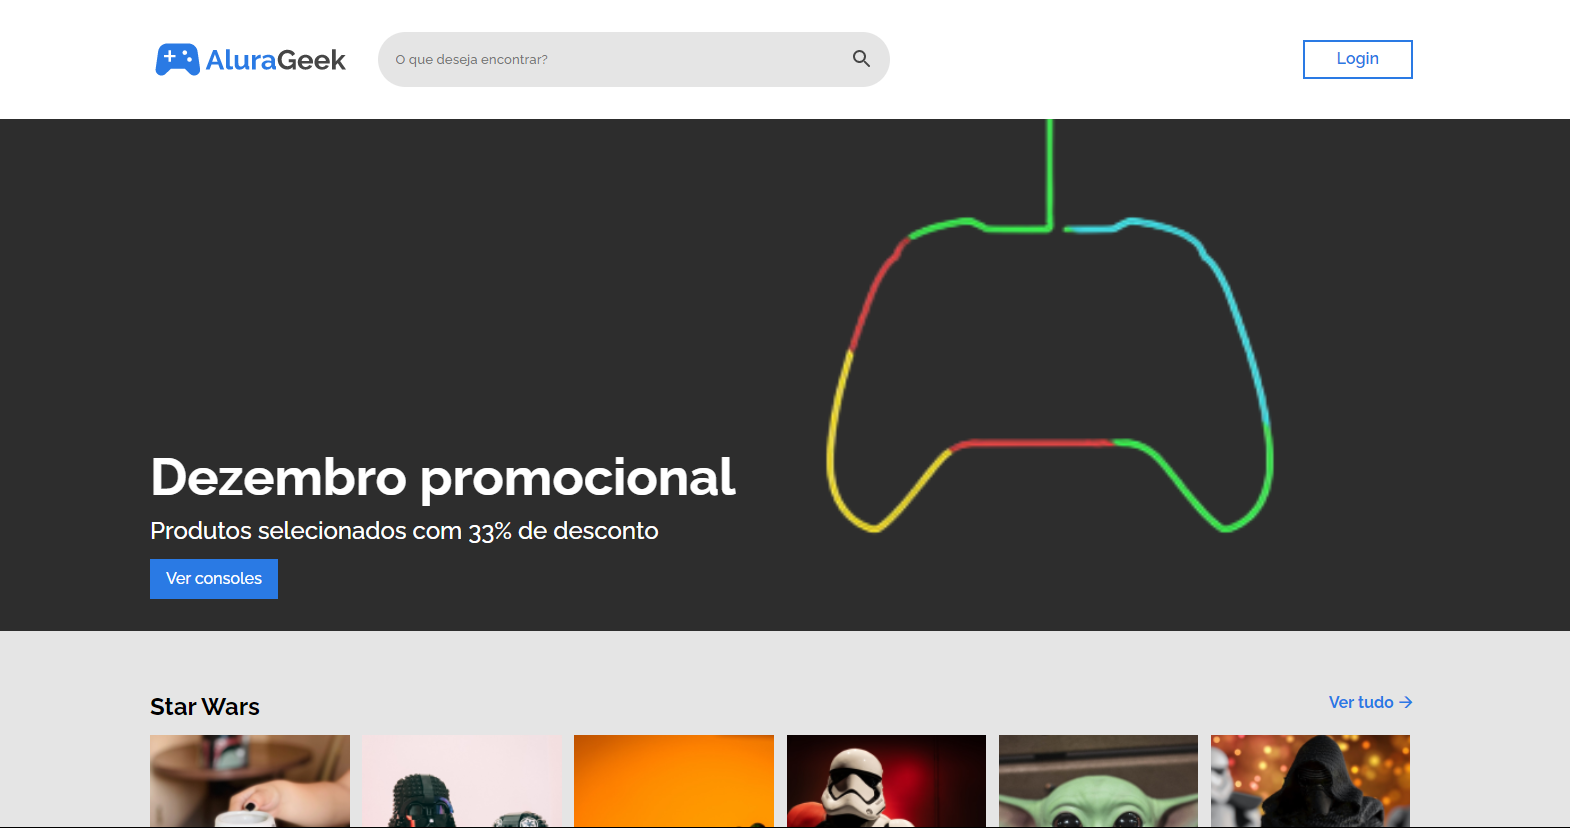 AluraGeek
O que deseja encontrar?
Login
Dezembro promocional
Produtos selecionados com 33% de desconto
Ver consoles
Star Wars
Ver tudo